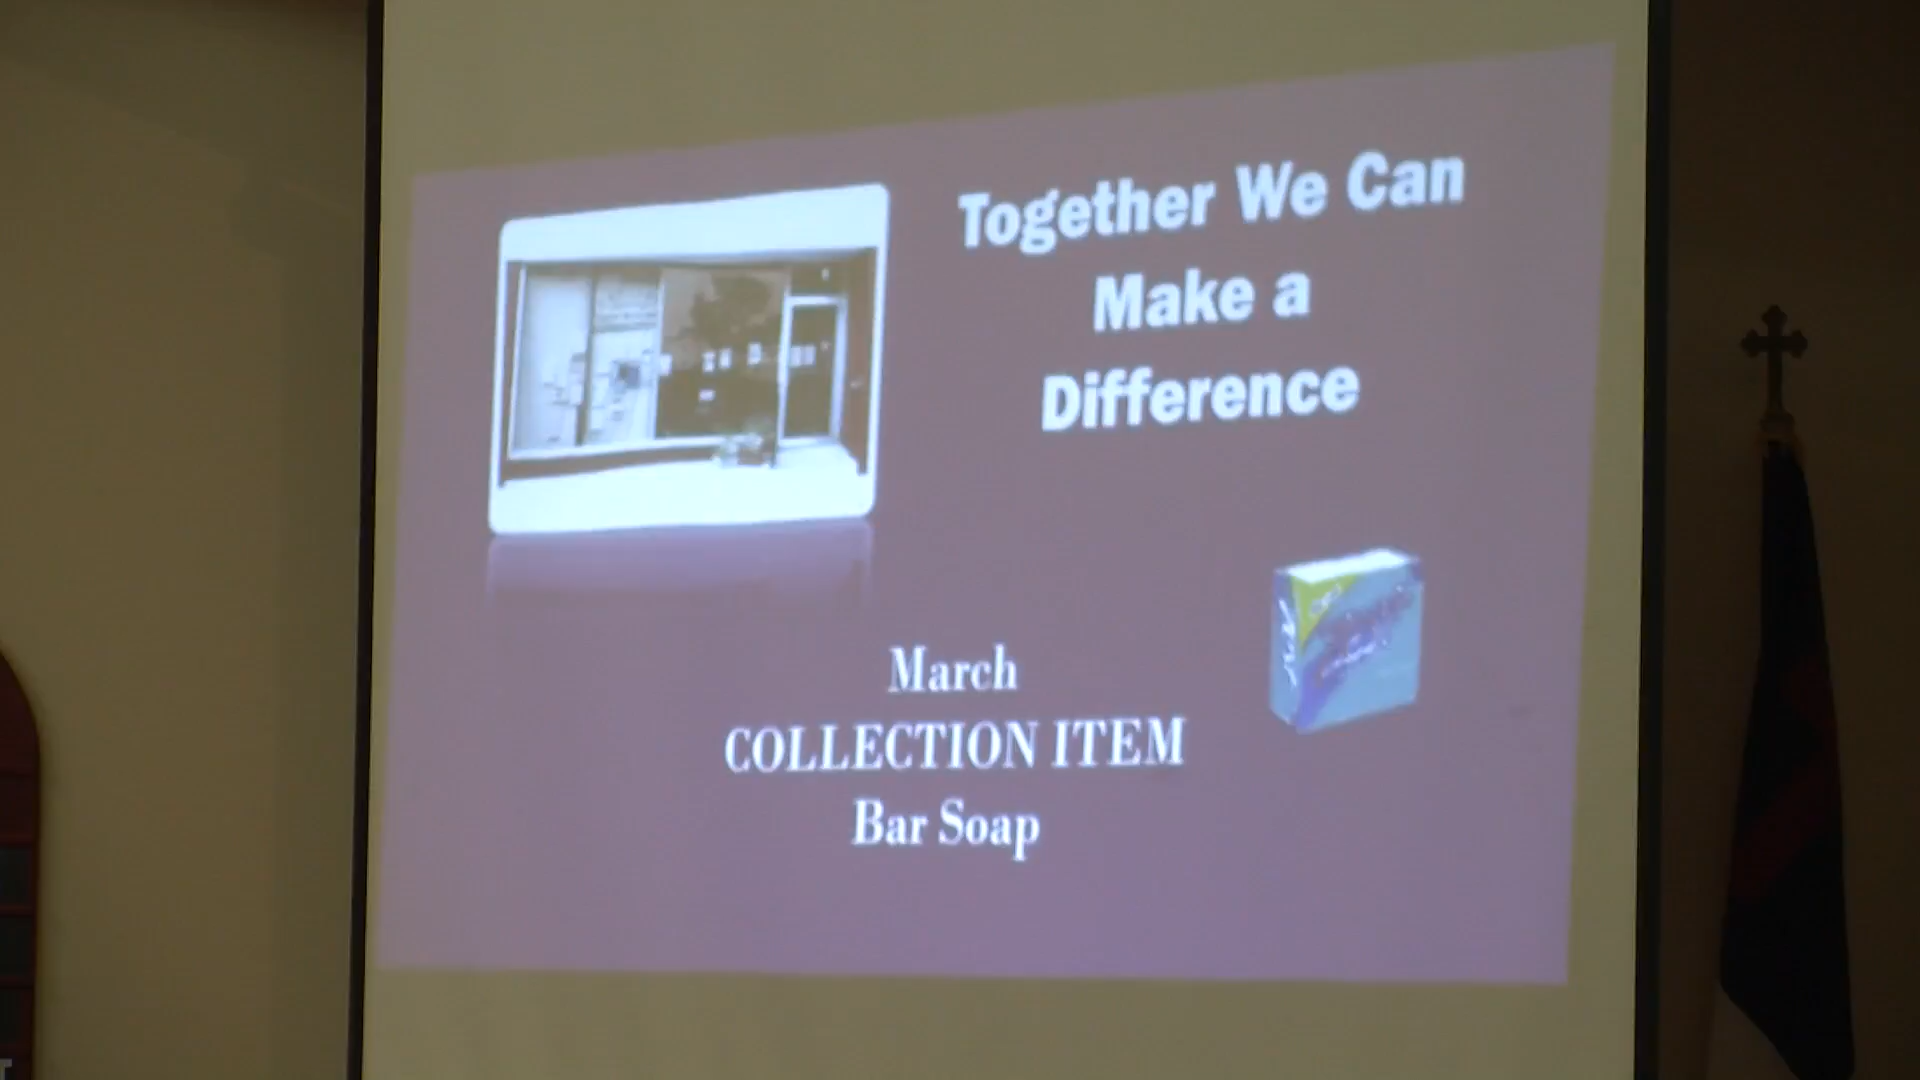 Together We Can
Make a
Difference
March
COLLECTION ITEM
Bar Soap